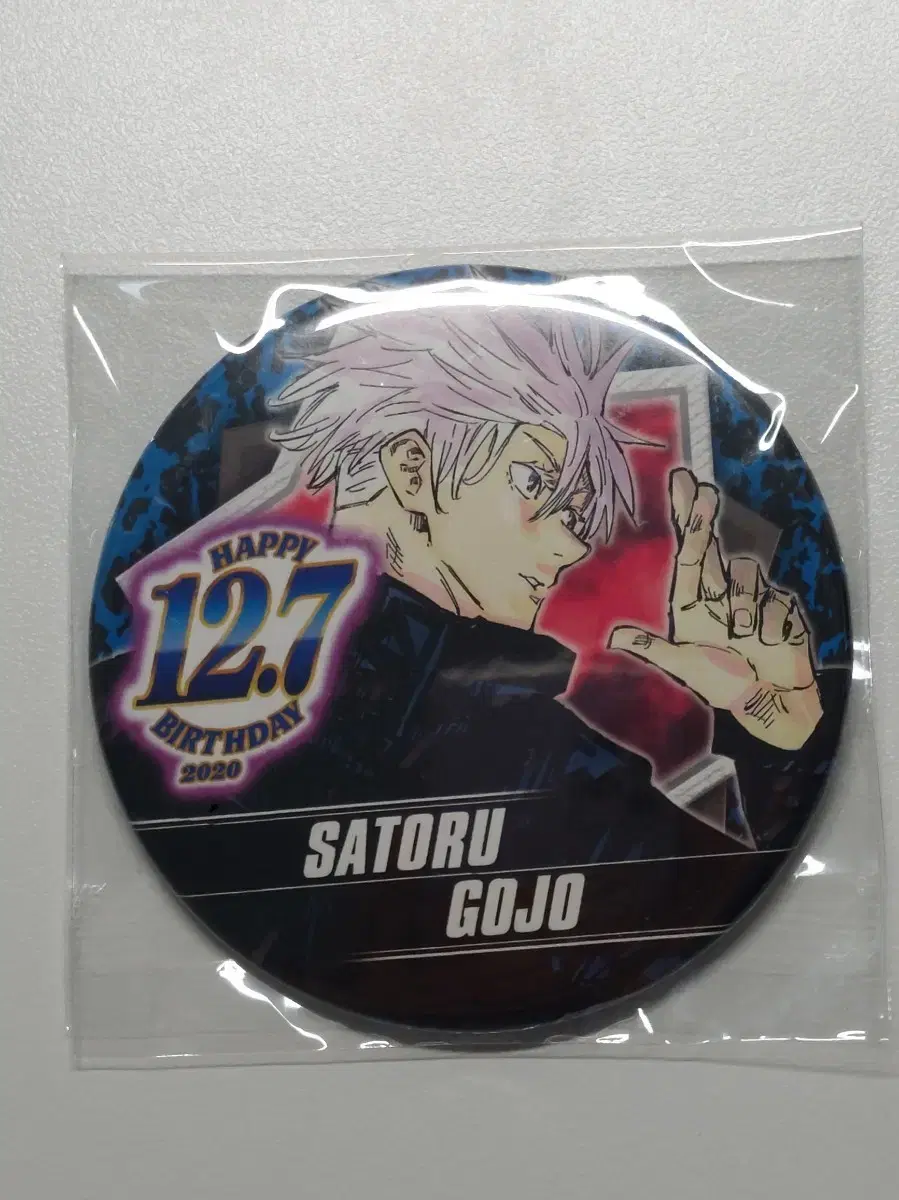 HAPPY
12.7
BIRTHDAY
2020
SATORU
GOJO